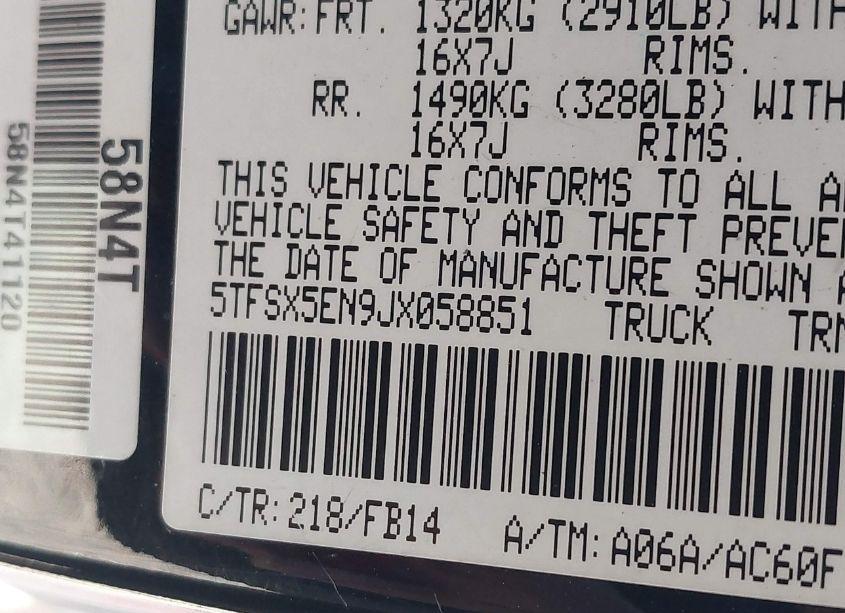 GAWR: FRT. 1320KG (2910LB) WITH
16X7J RIMS.
RR. 1490KG (3280LB) WITH
16X7J RIMS.
THIS VEHICLE CONFORMS TO ALL A
VEHICLE SAFETY AND THEFT PREVE
THE DATE OF MANUFACTURE SHOWN A
5TFSX5EN9JX058851 TRUCK TRN
C/TR: 218/FB14 A/TM: A06A/AC60F
58N4T
58N4T41120